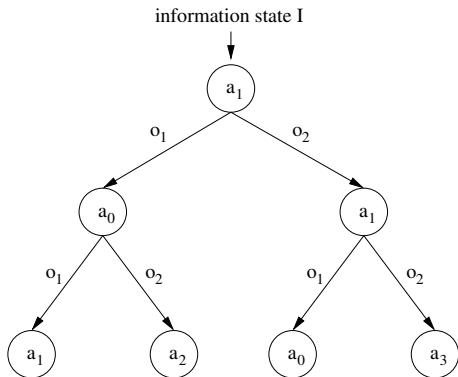 information state I
a₁
o₁ o₂
a₀ a₁
o₁ o₂ o₁ o₂
a₁ a₂ a₀ a₃